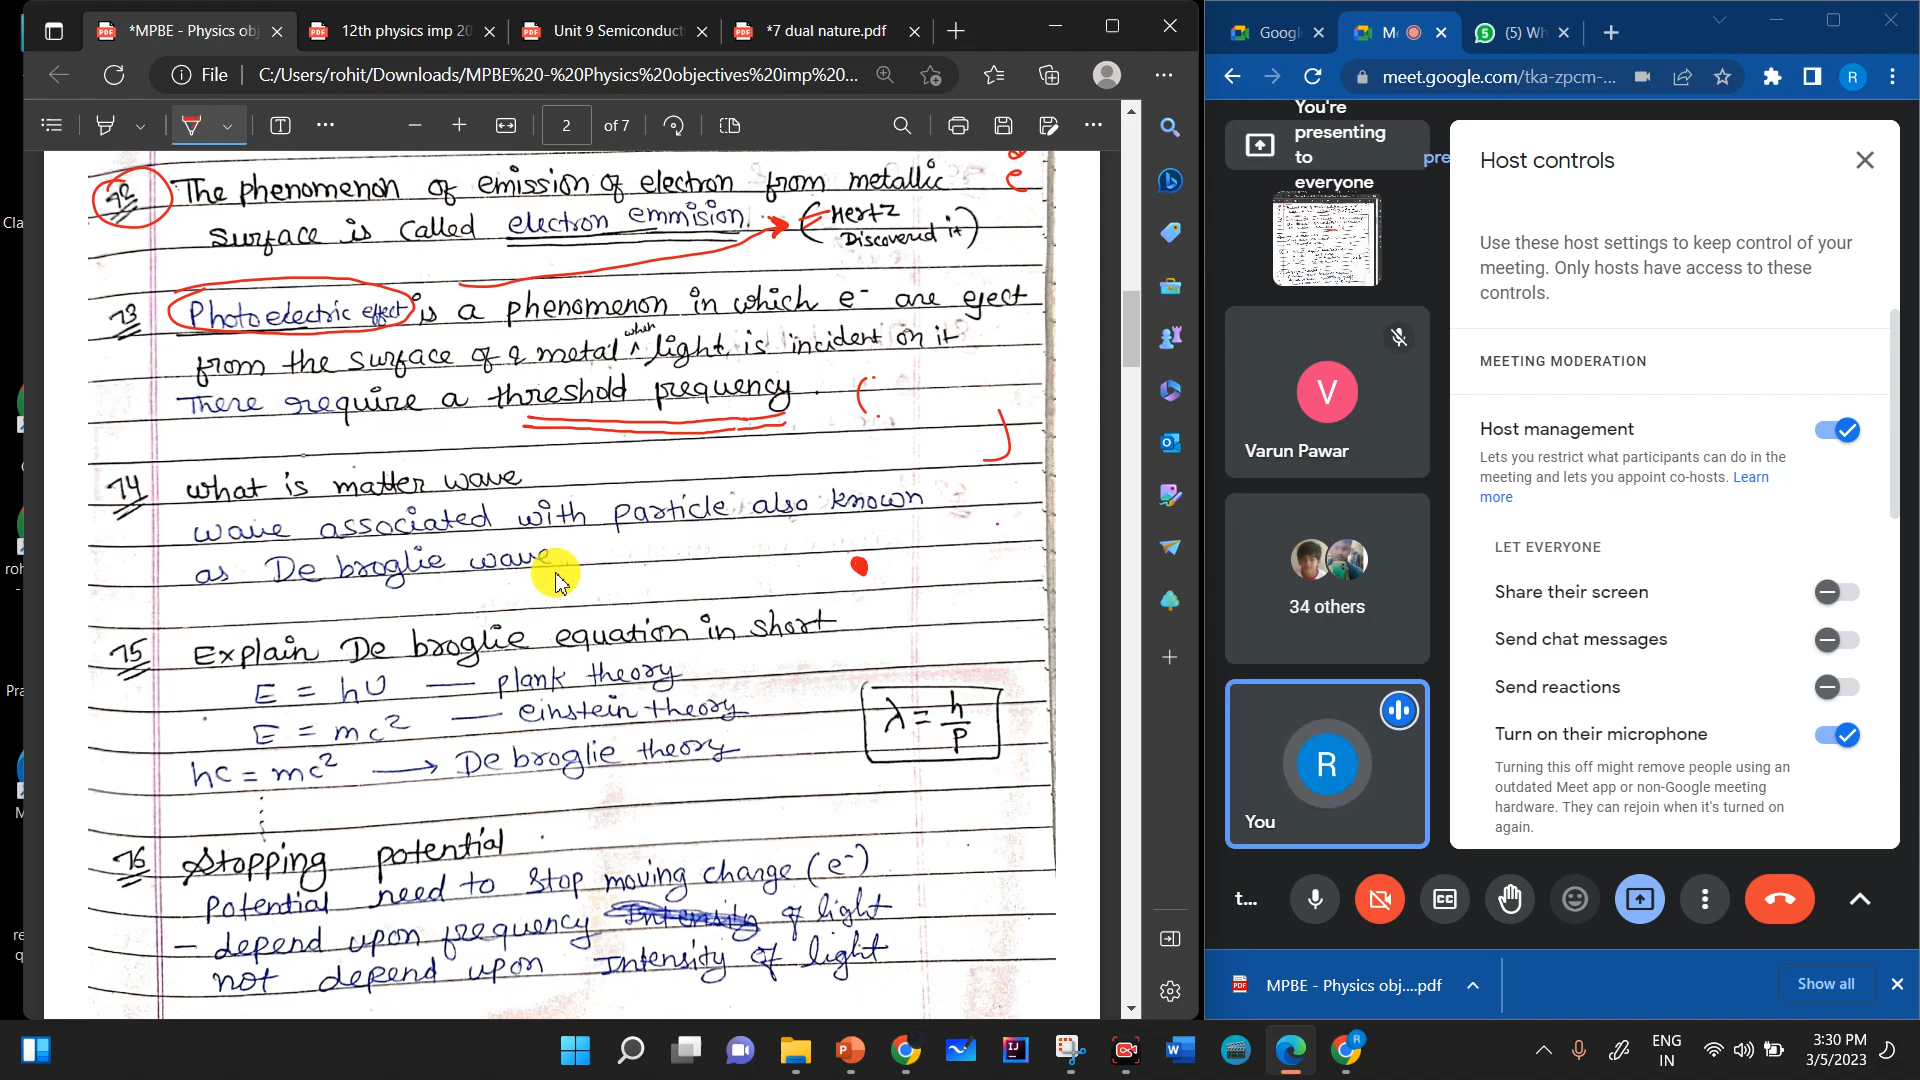 *MPBE - Physics obj
12th physics imp 20
Unit 9 Semiconduct
*7 dual nature.pdf
File
C:/Users/rohit/Downloads/MPBE%20-%20Physics%20objectives%20imp%20...
2 of 7
The phenomenon of emission of electron from metallic
surface is called electron emmision.
(Hertz
Discovered it)
73
Photoelectric effect is a phenomenon in which e- are eject
when
from the surface of a metal ^ light is incident on it
There require a threshold frequency.
74
what is matter wave
wave associated with particle also known
as De broglie wave
75
Explain De broglie equation in short
E = hυ — plank theory
E = mc² — einstein theory
hc = mc² → De broglie theory
λ = h/P
76
Stopping potential
Potential need to stop moving change (e-)
- depend upon frequency Intensity of light
not depend upon Intensity of light
Cla
roh
-
Pra
M
re
q
Googl
M
(5) Wh
meet.google.com/tka-zpcm-...
R
You're
presenting
to
everyone
pre
V
Varun Pawar
34 others
R
You
Host controls
Use these host settings to keep control of your
meeting. Only hosts have access to these
controls.
MEETING MODERATION
Host management
Lets you restrict what participants can do in the
meeting and lets you appoint co-hosts. Learn
more
LET EVERYONE
Share their screen
Send chat messages
Send reactions
Turn on their microphone
Turning this off might remove people using an
outdated Meet app or non-Google meeting
hardware. They can rejoin when it's turned on
again.
t...
MPBE - Physics obj....pdf
Show all
ENG
IN
3:30 PM
3/5/2023